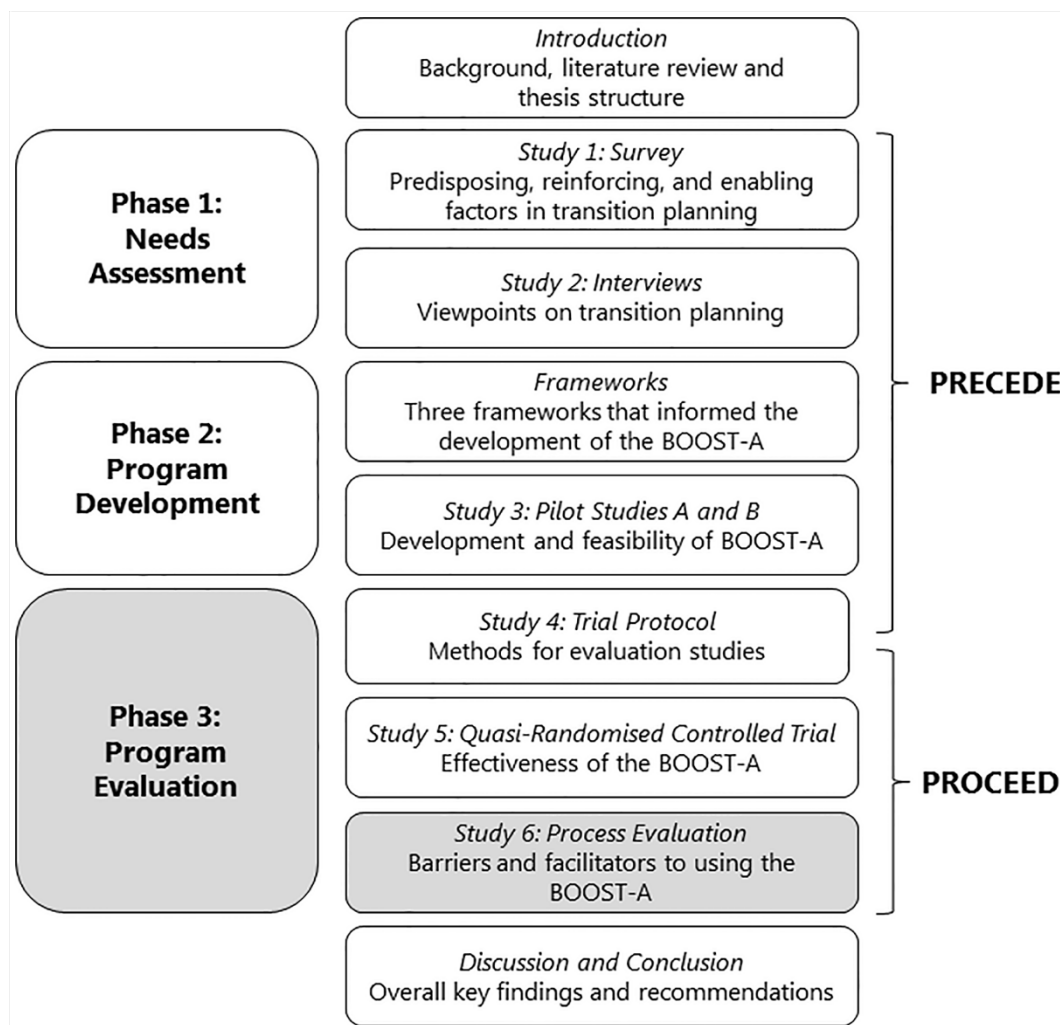 Introduction
Background, literature review and
thesis structure
Phase 1:
Needs
Assessment
Study 1: Survey
Predisposing, reinforcing, and enabling
factors in transition planning
Study 2: Interviews
Viewpoints on transition planning
Phase 2:
Program
Development
Frameworks
Three frameworks that informed the
development of the BOOST-A
Study 3: Pilot Studies A and B
Development and feasibility of BOOST-A
PRECEDE
Phase 3:
Program
Evaluation
Study 4: Trial Protocol
Methods for evaluation studies
Study 5: Quasi-Randomised Controlled Trial
Effectiveness of the BOOST-A
Study 6: Process Evaluation
Barriers and facilitators to using the
BOOST-A
PROCEED
Discussion and Conclusion
Overall key findings and recommendations